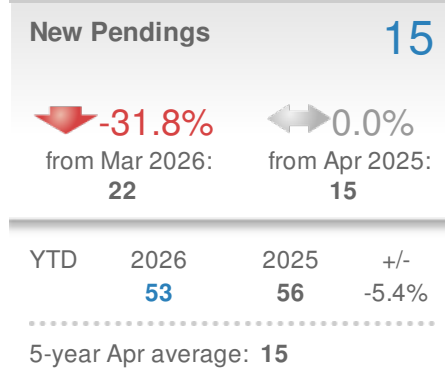 New Pendings 15
-31.8% 0.0%
from Mar 2026: from Apr 2025:
22 15
YTD 2026 2025 +/-
53 56 -5.4%
5-year Apr average: 15